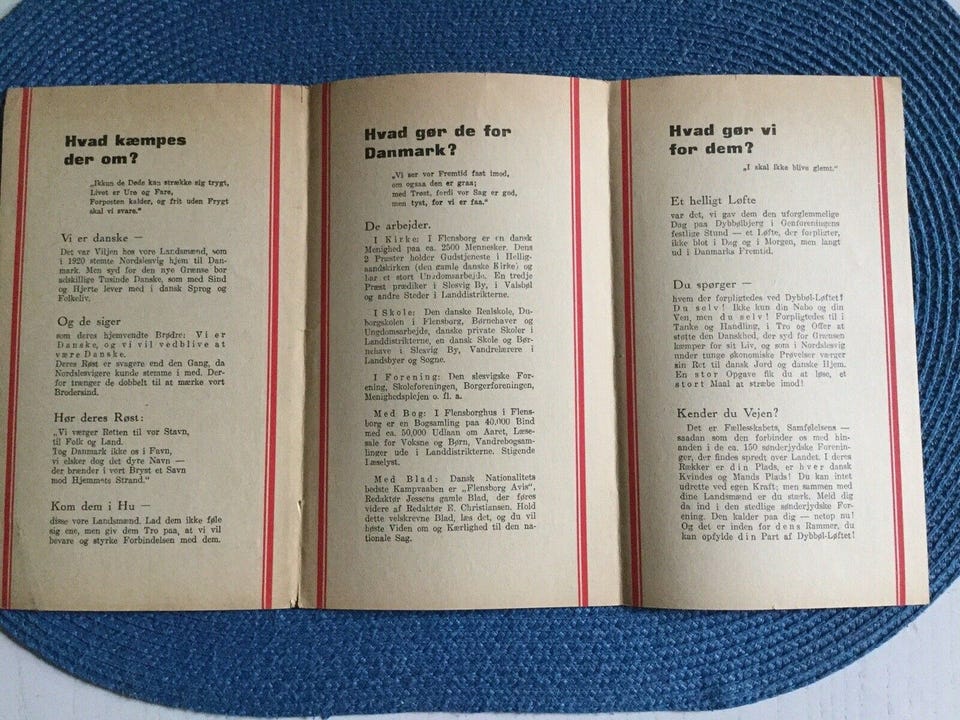 Hvad kæmpes
der om?
„Ikkun de Døde kan strække sig trygt,
Livet er Uro og Fare,
Forposten kalder, og frit uden Frygt
skal vi svare.“
Vi er danske —
Det var Viljen hos vore Landsmænd, som
i 1920 stemte Nordslesvig hjem til Dan-
mark. Men syd for den nye Grænse bor
adskillige Tusinde Danske, som med Sind
og Hjerte lever med i dansk Sprog og
Folkeliv.
Og de siger
som deres hjemvendte Brødre: Vi er
Danske, og vi vil vedblive at
være Danske.
Deres Røst er svagere end den Gang, da
Nordslesvigere kunde stemme i med. Der-
for trænger de dobbelt til at mærke vort
Brodersind.
Hør deres Røst:
„Vi værger Retten til vor Stavn,
til Folk og Land.
Tog Danmark ikke os i Favn,
vi elsker dog det dyre Navn —
der brænder i vort Bryst et Savn
mod Hjemmets Strand.“
Kom dem i Hu —
disse vore Landsmænd. Lad dem ikke føle
sig ene, men giv dem Tro paa, at vi vil
bevare og styrke Forbindelsen med dem.
Hvad gør de for
Danmark?
„Vi ser vor Fremtid fast imod,
om ogsaa den er graa;
med Trøst, fordi vor Sag er god,
men tyst, for vi er faa.“
De arbejder.
I Kirke: I Flensborg er en dansk
Menighed paa ca. 2500 Mennesker. Dens
2 Præster holder Gudstjeneste i Hellig-
aandskirken (den gamle danske Kirke) og
har et stort Ungdomsarbejde. En tredje
Præst prædiker i Slesvig By, i Valsbøl
og andre Steder i Landdistrikterne.
I Skole: Den danske Realskole, Du-
borgskolen i Flensborg, Børnehaver og
Ungdomsarbejde, danske private Skoler i
Landdistrikterne, en dansk Skole og Bør-
nehave i Slesvig By, Vandrelærere i
Landsbyer og Sogne.
I Forening: Den slesvigske For-
ening, Skoleforeningen, Borgerforeningen,
Menighedsplejen o. fl. a.
Med Bog: I Flensborghus i Flens-
borg er en Bogsamling paa 40,000 Bind
med ca. 50,000 Udlaan om Aaret, Læse-
sale for Voksne og Børn, Vandrebogsam-
linger ude i Landdistrikterne. Stigende
Læselyst.
Med Blad: Dansk Nationalitets
bedste Kampvaaben er „Flensborg Avis“,
Redaktør Jessens gamle Blad, der føres
videre af Redaktør E. Christiansen. Hold
dette velskrevne Blad, læs det, og du vil
høste Viden om og Kærlighed til den na-
tionale Sag.
Hvad gør vi
for dem?
„I skal ikke blive glemt.“
Et helligt Løfte
var det, vi gav dem den uforglemmelige
Dag paa Dybbølbjerg i Genforeningens
festlige Stund — et Løfte, der forpligter,
ikke blot i Dag og i Morgen, men langt
ud i Danmarks Fremtid.
Du spørger —
hvem der forpligtedes ved Dybbøl-Løftet?
Du selv! Ikke kun din Nabo og din
Ven, men du selv! Forpligtedes til i
Tanke og Handling, i Tro og Offer at
støtte den Danskhed, der syd for Grænsen
kæmper for sit Liv, og som i Nordslesvig
under tunge økonomiske Prøvelser værger
sin Ret til dansk Jord og danske Hjem.
En stor Opgave fik du at løse, et
stort Maal at stræbe imod!
Kender du Vejen?
Det er Fællesskabets, Samfølelsens —
saadan som den forbinder os med hin-
anden i de ca. 150 sønderjydske Forenin-
ger, der findes spredt over Landet. I deres
Rækker er din Plads, er hver dansk
Kvindes og Mands Plads! Du kan intet
udrette ved egen Kraft; men sammen med
dine Landsmænd er du stærk. Meld dig
da ind i den stedlige sønderjydske For-
ening. Den kalder paa dig — netop nu!
Og det er inden for dens Rammer, du
kan opfylde din Part af Dybbøl-Løftet!